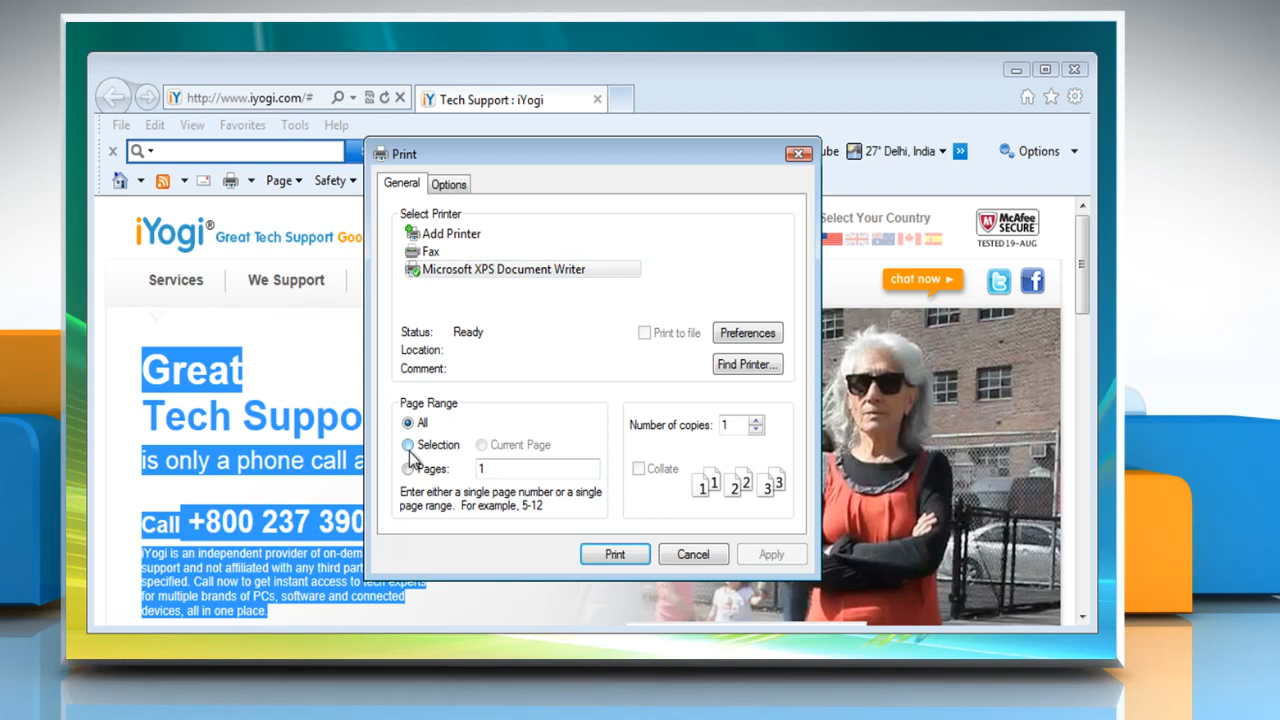 http://www.iyogi.com/#
Tech Support : iYogi
File Edit View Favorites Tools Help
27° Delhi, India
Options
Page Safety
iYogi® Great Tech Support
Select Your Country
McAfee SECURE
TESTED 19-AUG
Services We Support
chat now
Great
Tech Suppo
is only a phone call a
Call +800 237 390
iYogi is an independent provider of on-dem
support and not affiliated with any third part
specified. Call now to get instant access to tech experts
for multiple brands of PCs, software and connected
devices, all in one place.
Print
General Options
Select Printer
Add Printer
Fax
Microsoft XPS Document Writer
Status: Ready
Location:
Comment:
Print to file
Preferences
Find Printer...
Page Range
All
Selection Current Page
Pages: 1
Enter either a single page number or a single
page range. For example, 5-12
Number of copies: 1
Collate
1 1 2 2 3 3
Print Cancel Apply